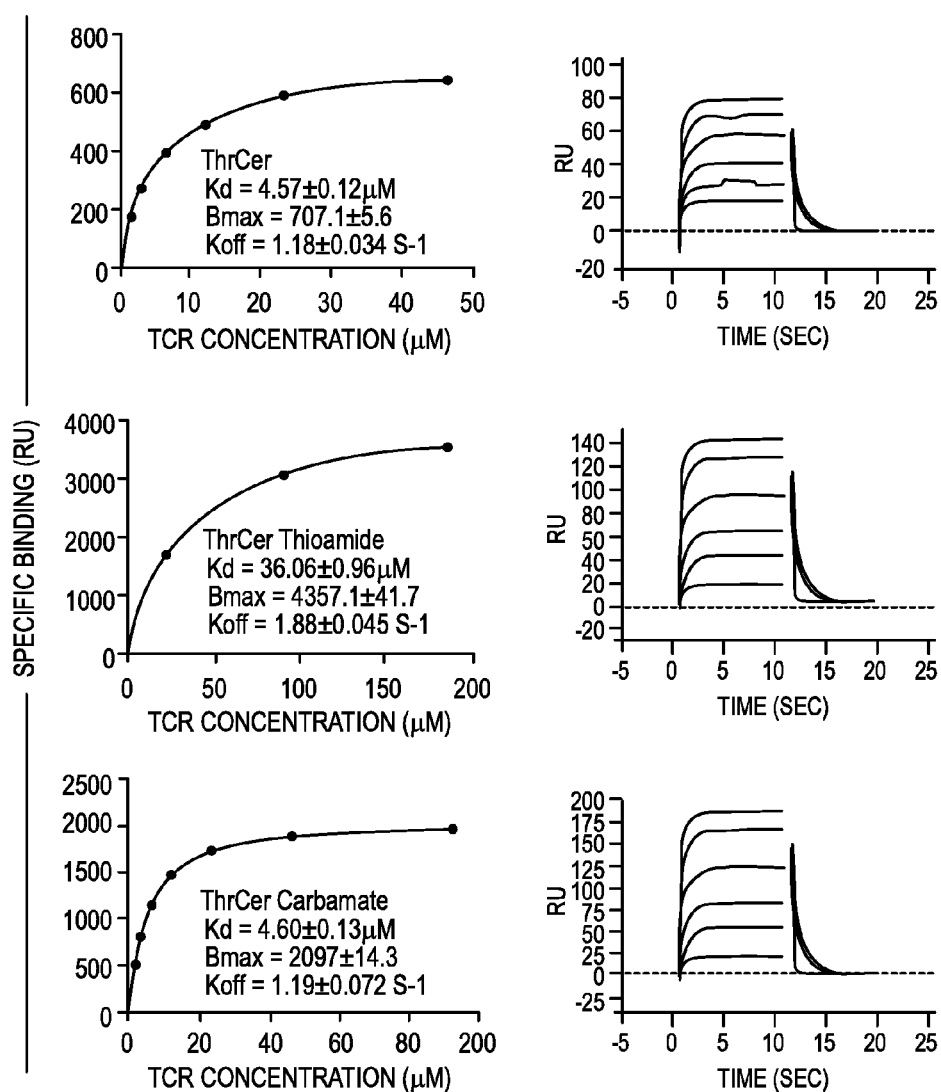 SPECIFIC BINDING (RU)
800
600
400
200
0
ThrCer
Kd = 4.57±0.12μM
Bmax = 707.1±5.6
Koff = 1.18±0.034 S-1
0 10 20 30 40 50
TCR CONCENTRATION (μM)
RU
100
80
60
40
20
0
-20
-5 0 5 10 15 20 25
TIME (SEC)
4000
3000
2000
1000
0
ThrCer Thioamide
Kd = 36.06±0.96μM
Bmax = 4357.1±41.7
Koff = 1.88±0.045 S-1
0 50 100 150 200
TCR CONCENTRATION (μM)
RU
140
120
100
80
60
40
20
0
-20
-5 0 5 10 15 20 25
TIME (SEC)
2500
2000
1500
1000
500
0
ThrCer Carbamate
Kd = 4.60±0.13μM
Bmax = 2097±14.3
Koff = 1.19±0.072 S-1
0 20 40 60 80 200
TCR CONCENTRATION (μM)
RU
200
175
150
125
100
75
50
25
0
-25
-5 0 5 10 15 20 25
TIME (SEC)